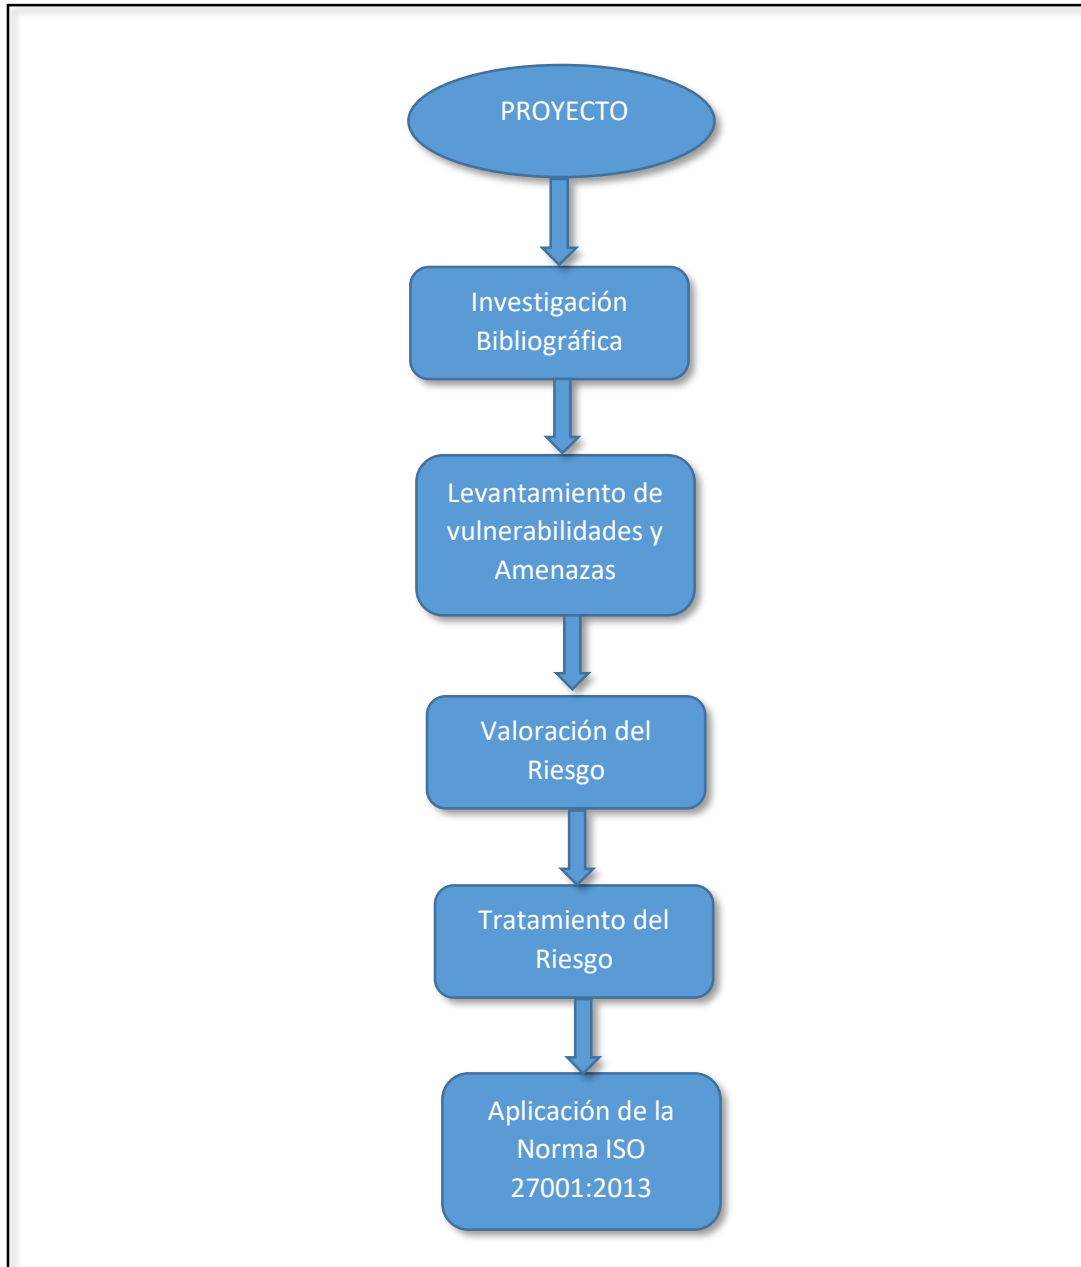 PROYECTO
Investigación
Bibliográfica
Levantamiento de
vulnerabilidades y
Amenazas
Valoración del
Riesgo
Tratamiento del
Riesgo
Aplicación de la
Norma ISO
27001:2013